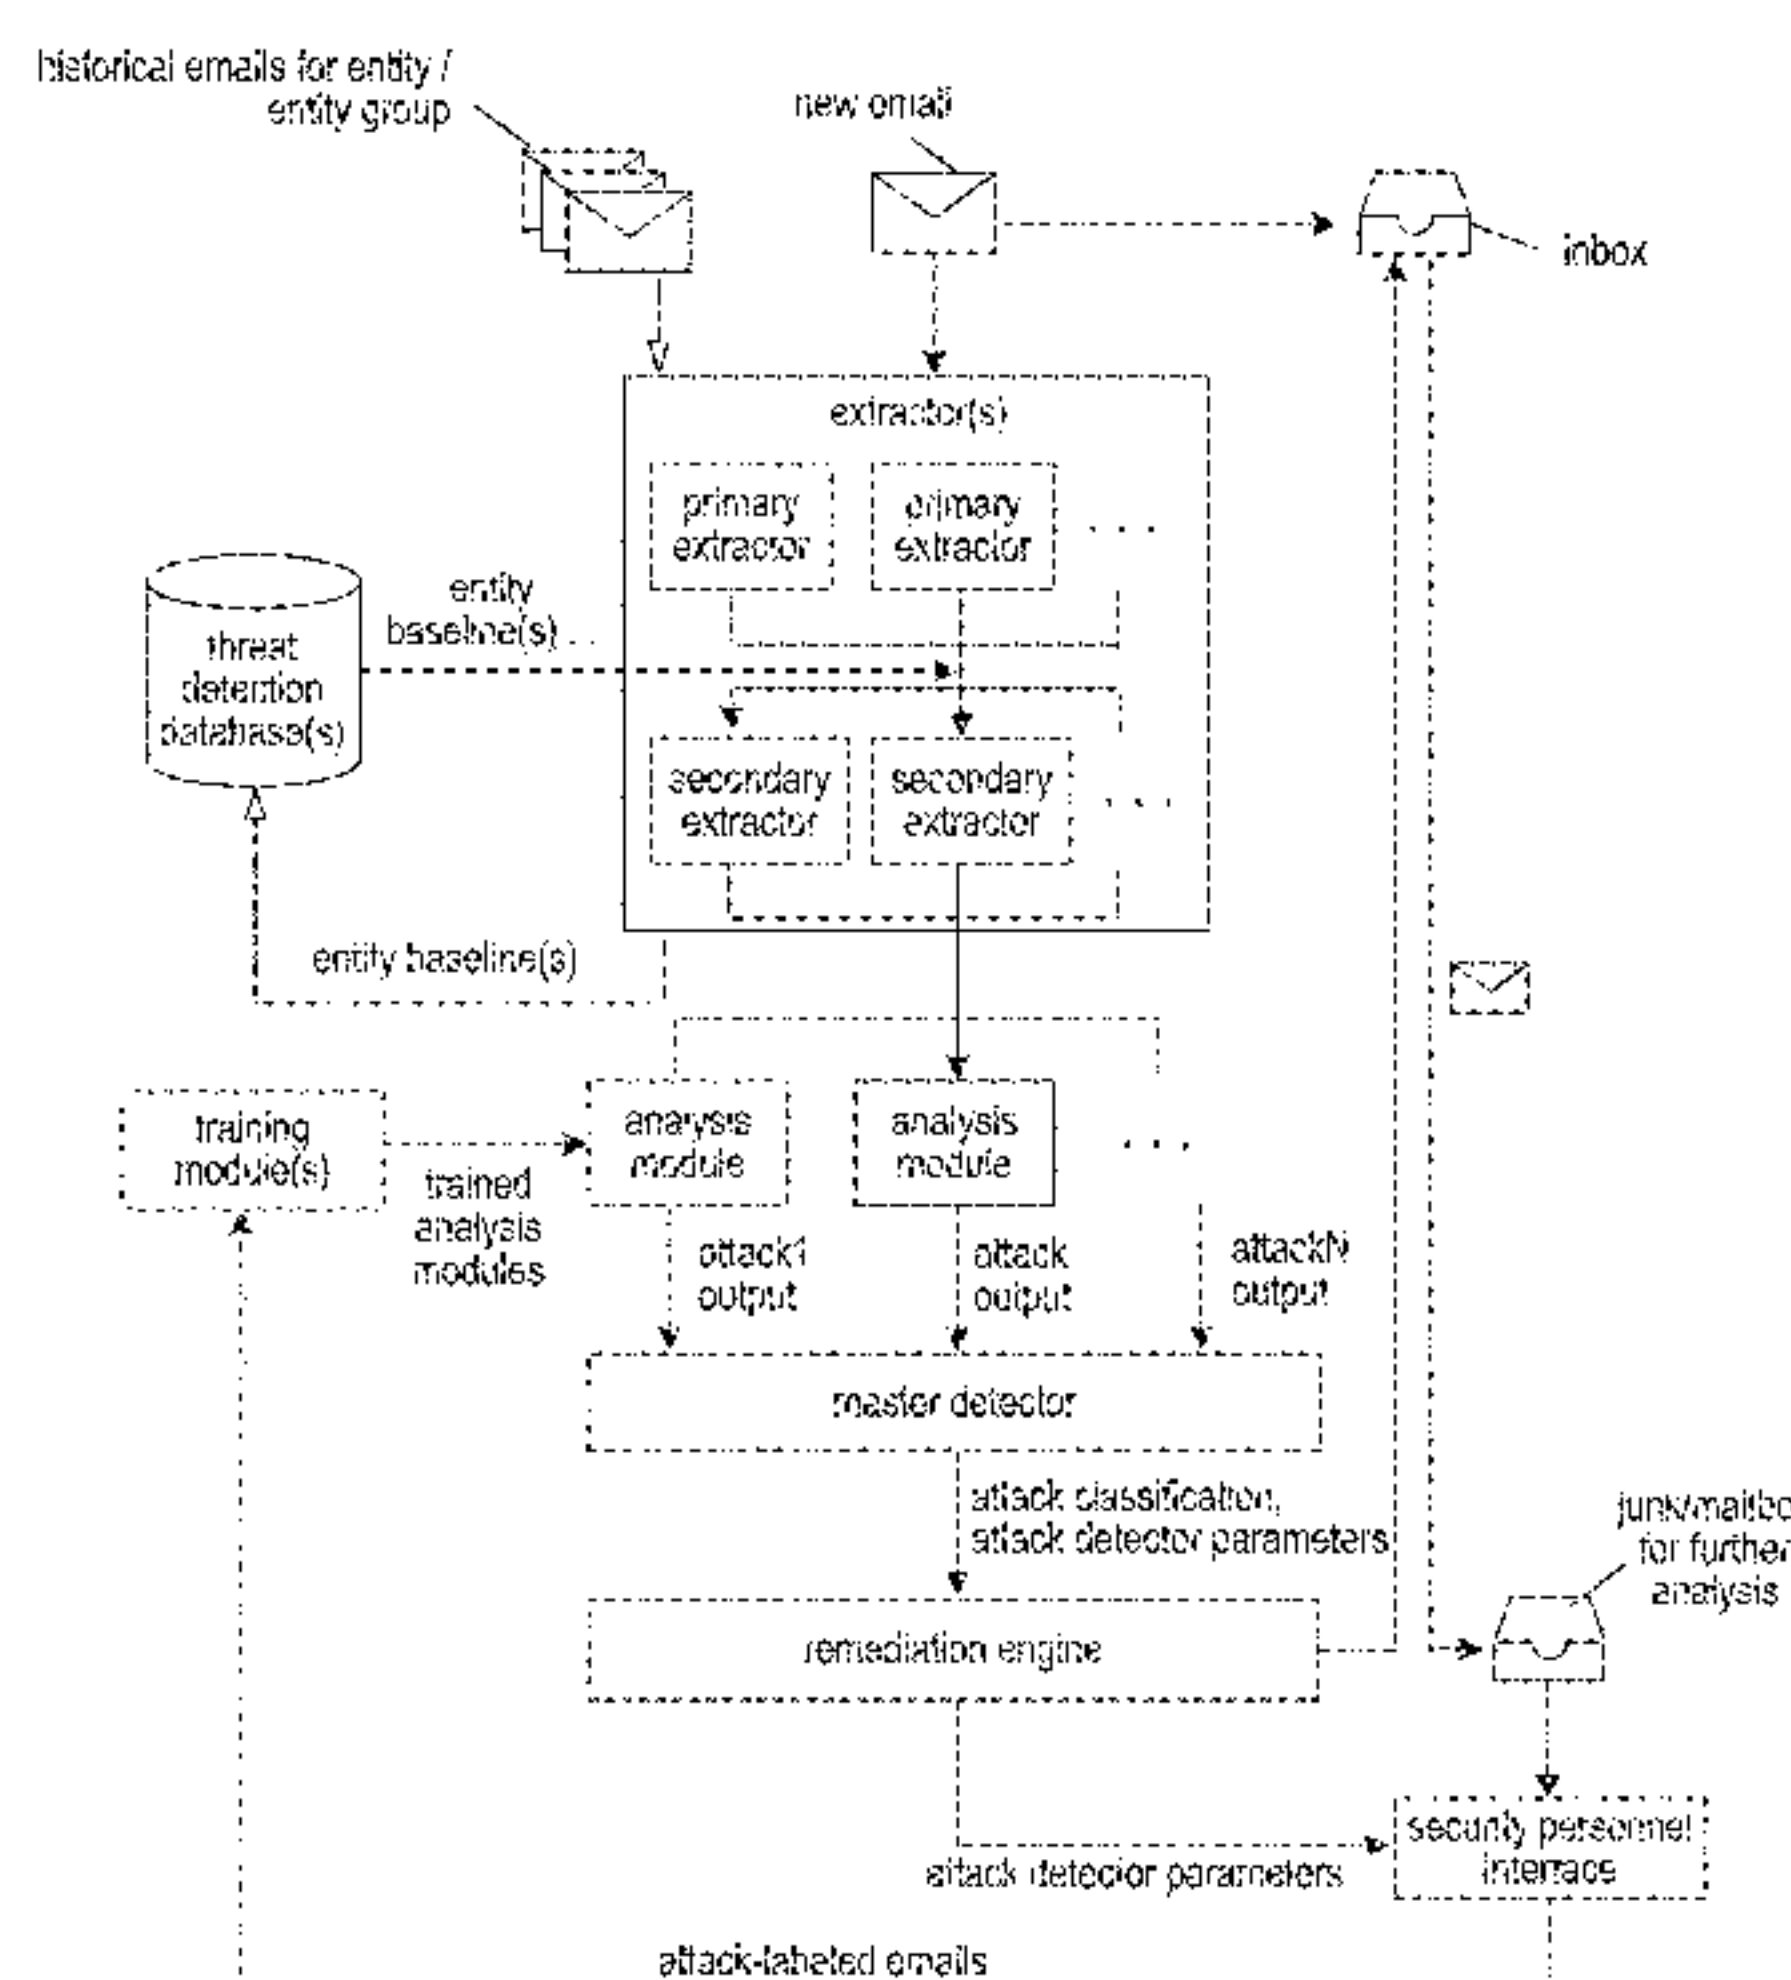 historical emails for entity /
entity group
new email
inbox
extractor(s)
primary
extractor
primary
extractor
. . .
entity
baseline(s)
threat
detention
database(s)
secondary
extractor
secondary
extractor
. . .
entity baseline(s)
training
module(s)
trained
analysis
modules
analysis
module
analysis
module
. . .
attack1
output
attack
output
attackN
output
master detector
attack classification,
attack detector parameters
junk/mailbo
for further
analysis
remediation engine
security personnel
interface
attack detector parameters
attack-labeled emails